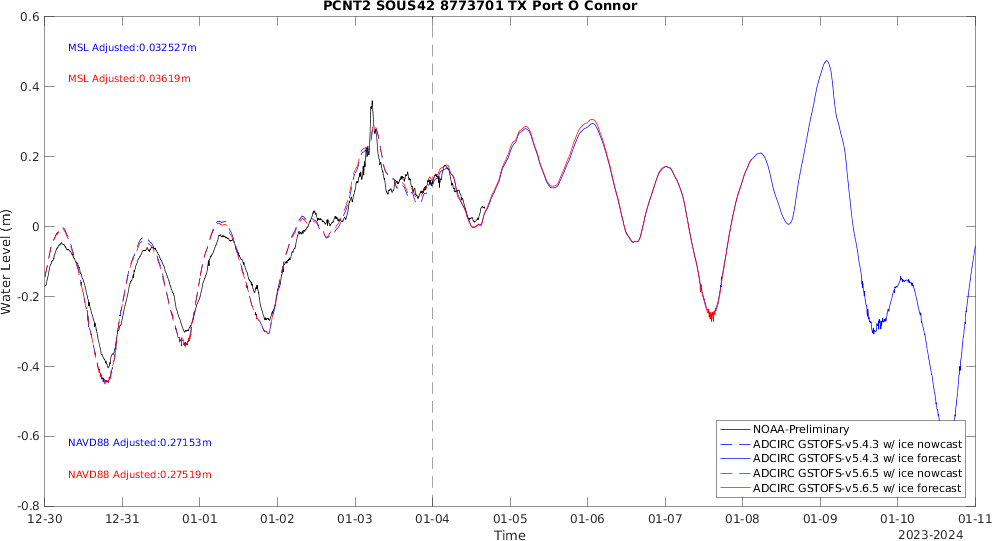 PCNT2 SOUS42 8773701 TX Port O Connor
0.6
MSL Adjusted:0.032527m
MSL Adjusted:0.03619m
0.4
0.2
0
-0.2
-0.4
-0.6
-0.8
Water Level (m)
NAVD88 Adjusted:0.27153m
NAVD88 Adjusted:0.27519m
NOAA-Preliminary
ADCIRC GSTOFS-v5.4.3 w/ ice nowcast
ADCIRC GSTOFS-v5.4.3 w/ ice forecast
ADCIRC GSTOFS-v5.6.5 w/ ice nowcast
ADCIRC GSTOFS-v5.6.5 w/ ice forecast
12-30 12-31 01-01 01-02 01-03 01-04 01-05 01-06 01-07 01-08 01-09 01-10 01-11
Time
2023-2024